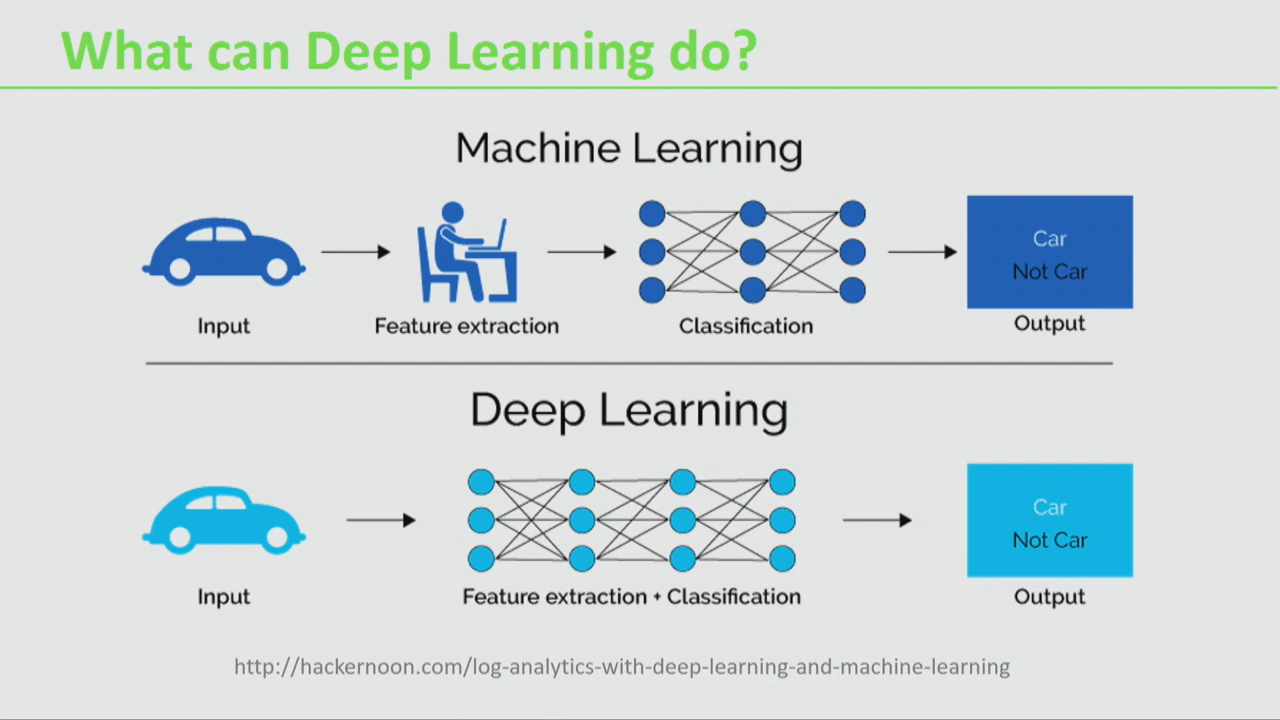 What can Deep Learning do?
Machine Learning
Car
Not Car
Input
Feature extraction
Classification
Output
Deep Learning
Car
Not Car
Input
Feature extraction + Classification
Output
http://hackernoon.com/log-analytics-with-deep-learning-and-machine-learning